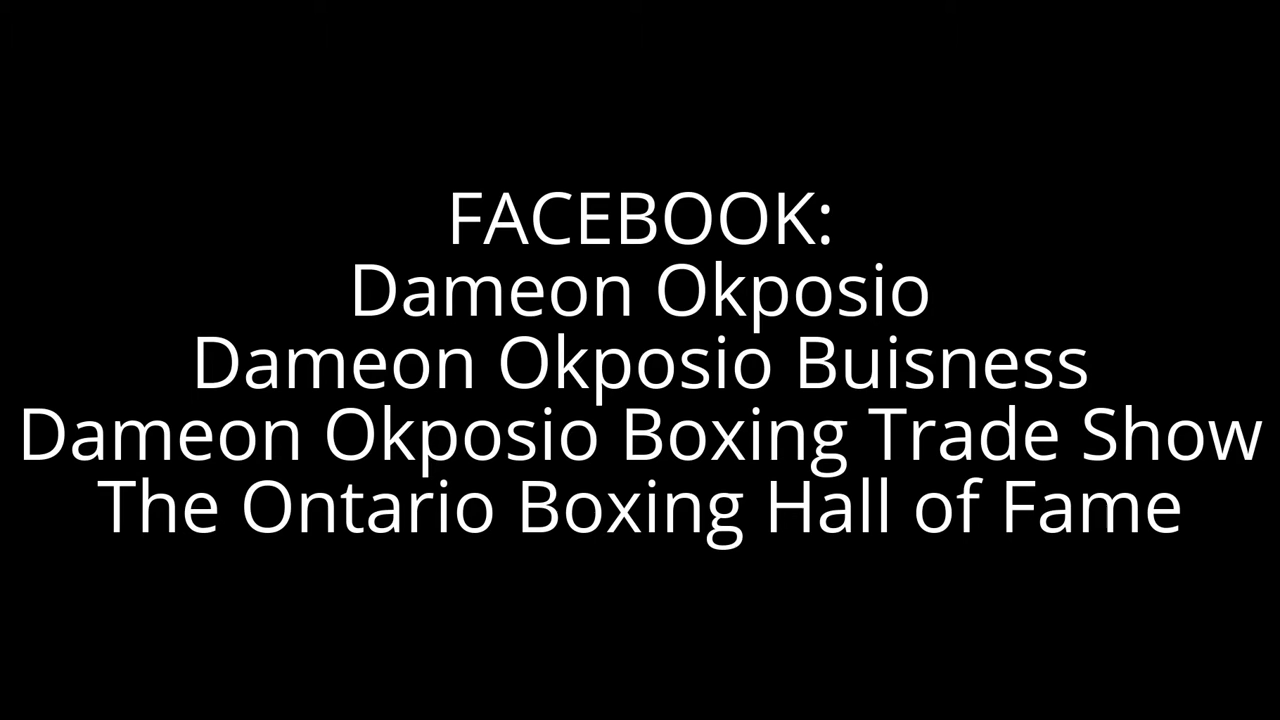 FACEBOOK:
Dameon Okposio
Dameon Okposio Buisness
Dameon Okposio Boxing Trade Show
The Ontario Boxing Hall of Fame